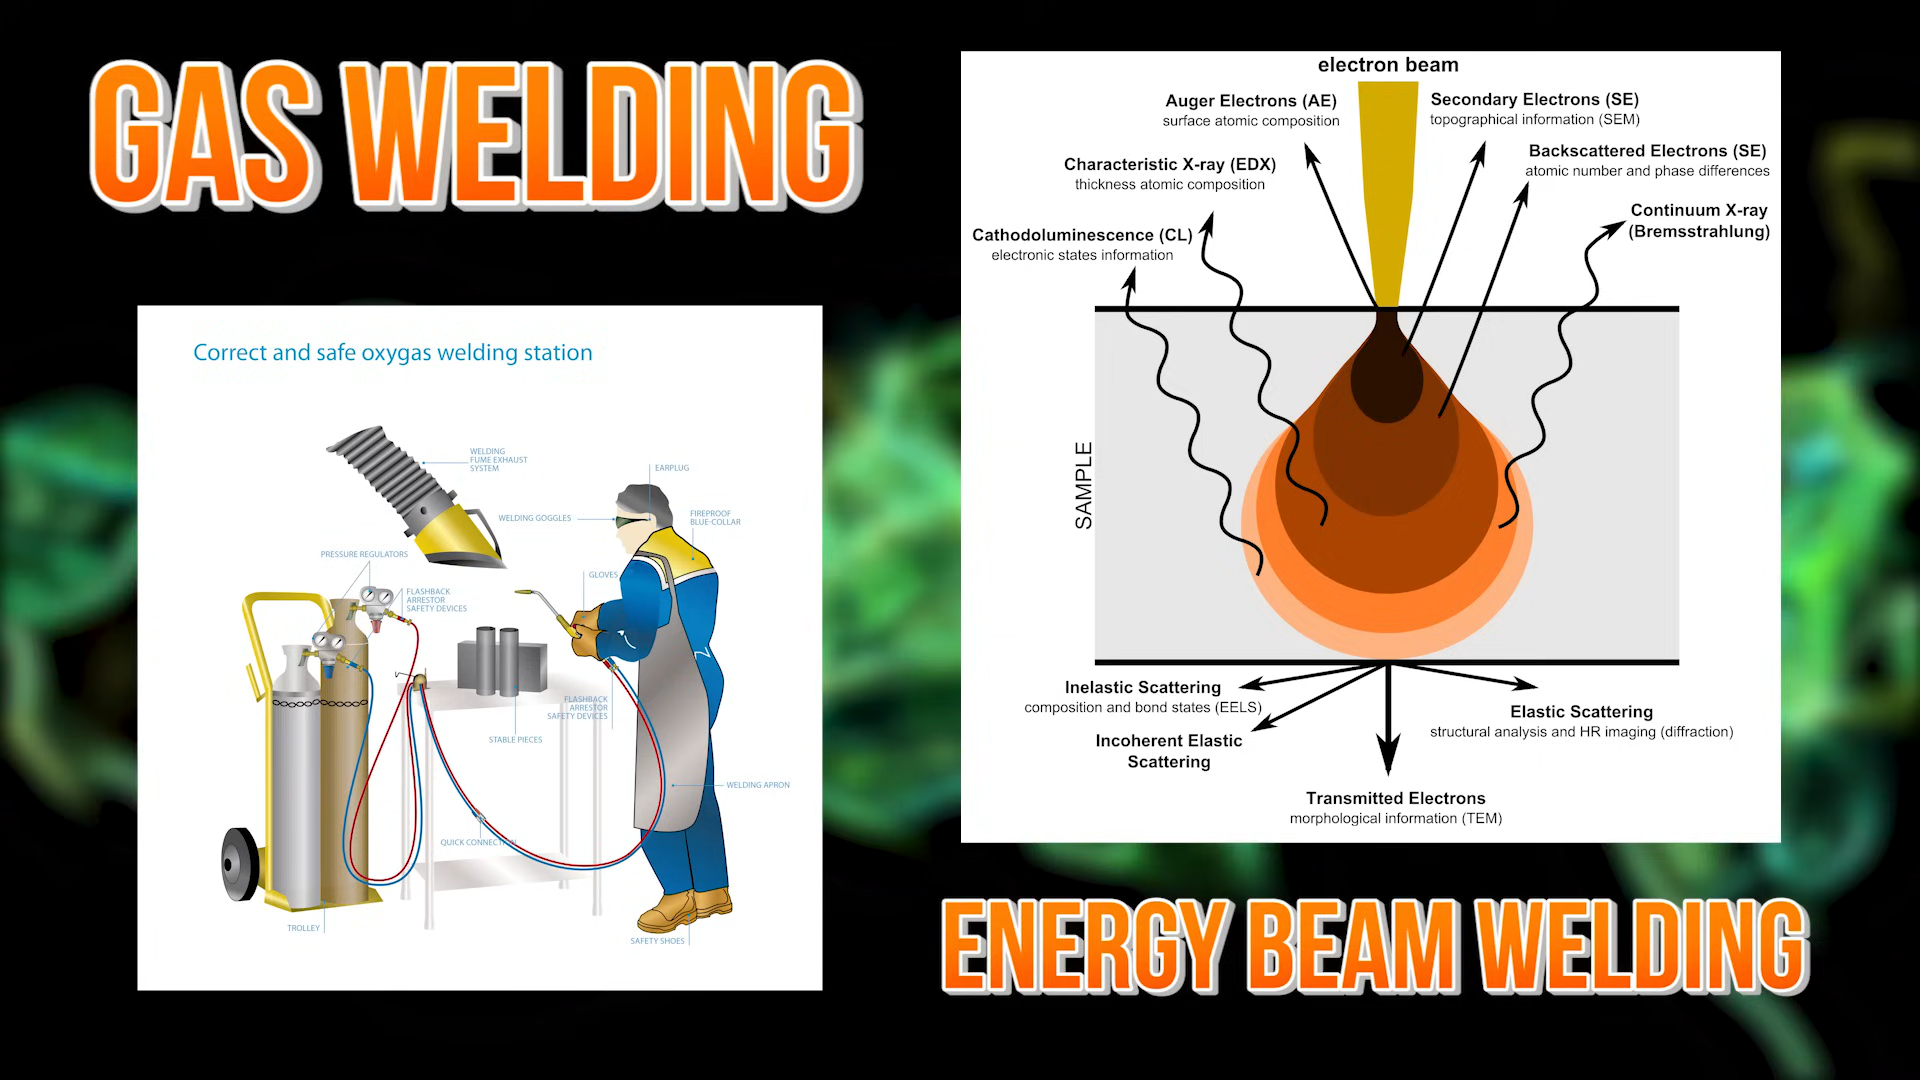 GAS WELDING
Correct and safe oxygas welding station
WELDING
FUME EXHAUST
SYSTEM
EARPLUG
WELDING GOGGLES
FIREPROOF
BLUE-COLLAR
PRESSURE REGULATORS
GLOVES
FLASHBACK
ARRESTOR
SAFETY DEVICES
FLASHBACK
ARRESTOR
SAFETY DEVICES
STABLE PIECES
WELDING APRON
QUICK CONNECTION
TROLLEY
SAFETY SHOES
electron beam
Auger Electrons (AE)
surface atomic composition
Secondary Electrons (SE)
topographical information (SEM)
Characteristic X-ray (EDX)
thickness atomic composition
Backscattered Electrons (SE)
atomic number and phase differences
Cathodoluminescence (CL)
electronic states information
Continuum X-ray
(Bremsstrahlung)
SAMPLE
Inelastic Scattering
composition and bond states (EELS)
Incoherent Elastic
Scattering
Elastic Scattering
structural analysis and HR imaging (diffraction)
Transmitted Electrons
morphological information (TEM)
ENERGY BEAM WELDING